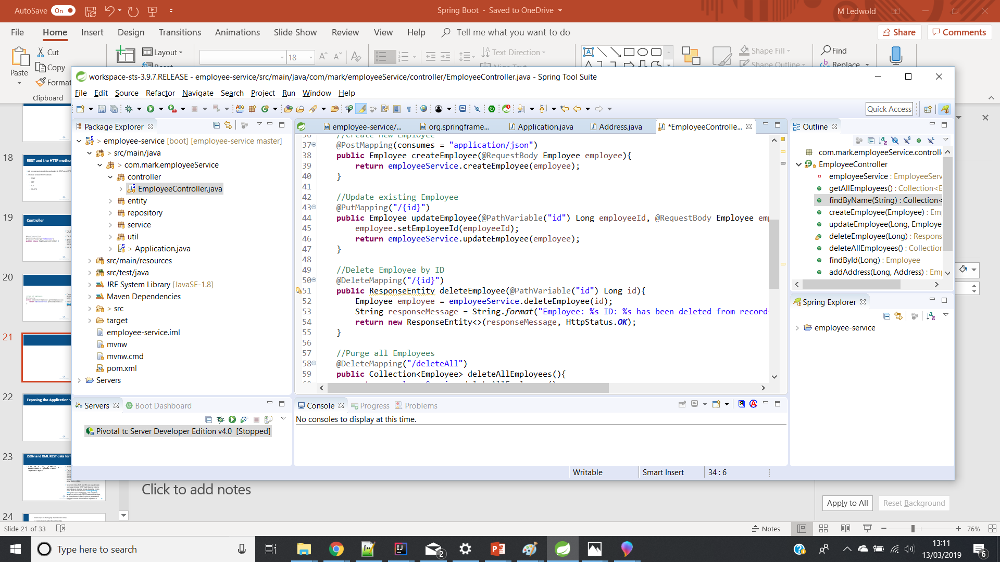 AutoSave On
Spring Boot - Saved to OneDrive
M Ledwold
File Home Insert Design Transitions Animations Slide Show Review View Help Tell me what you want to do
Share Comments
Paste
Cut
Copy
Format
Clipboard
Layout
18
Text Direction
Shape Fill
Shape Outline
Find
Replace
workspace-sts-3.9.7.RELEASE - employee-service/src/main/java/com/mark/employeeService/controller/EmployeeController.java - Spring Tool Suite
File Edit Source Refactor Navigate Search Project Run Window Help
Quick Access
Package Explorer
> employee-service [boot] [employee-service master]
> src/main/java
> com.mark.employeeService
controller
EmployeeController.java
entity
repository
service
util
> Application.java
src/main/resources
src/test/java
JRE System Library [JavaSE-1.8]
Maven Dependencies
> src
target
employee-service.iml
mvnw
mvnw.cmd
pom.xml
Servers
employee-service/...
org.springframe...
Application.java
Address.java
*EmployeeControlle...
36 //Create new Employee
37 @PostMapping(consumes = "application/json")
38 public Employee createEmployee(@RequestBody Employee employee){
39 return employeeService.createEmployee(employee);
40 }
41
42 //Update existing Employee
43 @PutMapping("/{id}")
44 public Employee updateEmployee(@PathVariable("id") Long employeeId, @RequestBody Employee em
45 employee.setEmployeeId(employeeId);
46 return employeeService.updateEmployee(employee);
47 }
48
49 //Delete Employee by ID
50 @DeleteMapping("/{id}")
51 public ResponseEntity deleteEmployee(@PathVariable("id") Long id){
52 Employee employee = employeeService.deleteEmployee(id);
53 String responseMessage = String.format("Employee: %s ID: %s has been deleted from record
54 return new ResponseEntity<>(responseMessage, HttpStatus.OK);
55 }
56
57 //Purge all Employees
58 @DeleteMapping("/deleteAll")
59 public Collection<Employee> deleteAllEmployees(){
Outline
com.mark.employeeService.controlle
EmployeeController
employeeService : EmployeeServ
getAllEmployees() : Collection<E
findByName(String) : Collection<
createEmployee(Employee) : Em
updateEmployee(Long, Employee
deleteEmployee(Long) : Respons
deleteAllEmployees() : Collection
findById(Long) : Employee
addAddress(Long, Address) : Em
Spring Explorer
employee-service
Servers
Boot Dashboard
Pivotal tc Server Developer Edition v4.0 [Stopped]
Console
Progress
Problems
No consoles to display at this time.
Writable
Smart Insert
34 : 6
18
REST and the HTTP method
19
Controller
20
21
22
Exposing the Application v
23
JSON and XML REST data for
24
Click to add notes
Apply to All
Reset Background
Slide 21 of 33
Notes
76%
Type here to search
2
13:11
13/03/2019
6